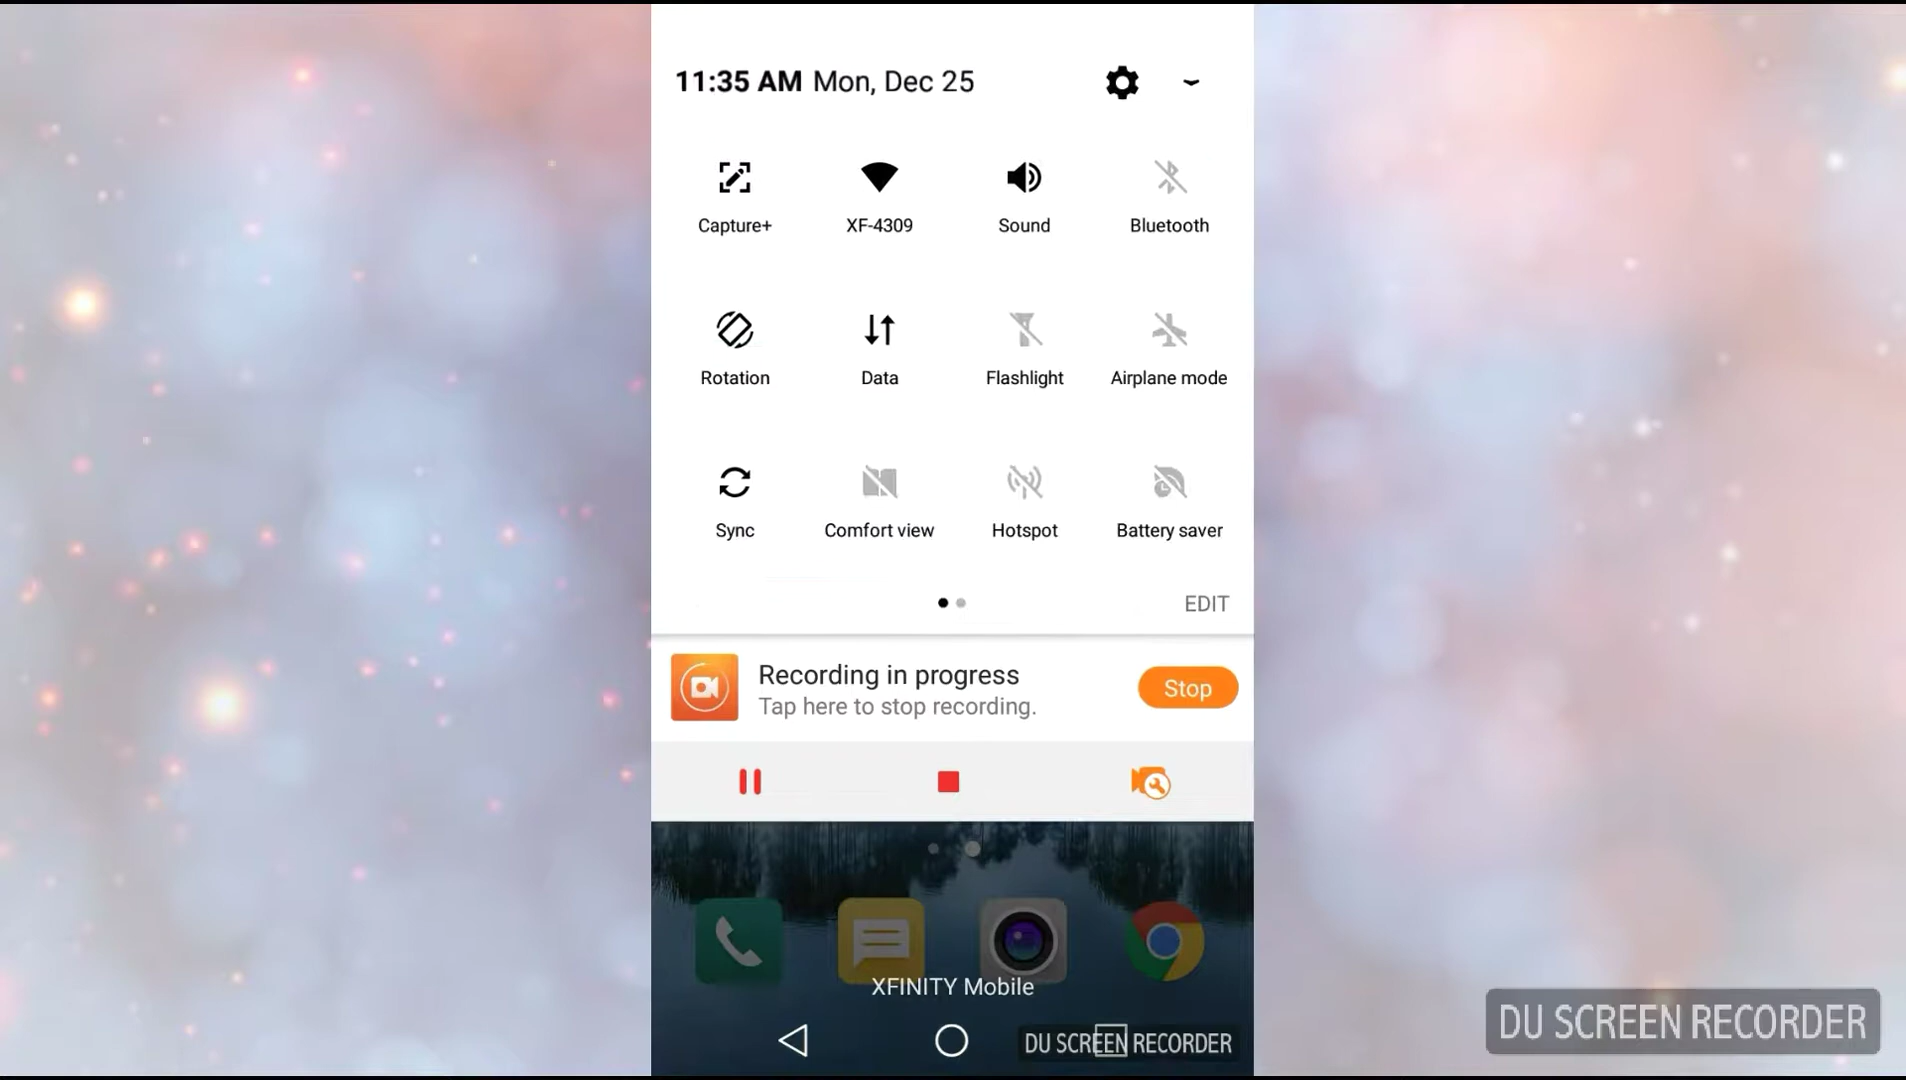 11:35 AM Mon, Dec 25
Capture+ XF-4309 Sound Bluetooth
Rotation Data Flashlight Airplane mode
Sync Comfort view Hotspot Battery saver
EDIT
Recording in progress
Tap here to stop recording.
Stop
XFINITY Mobile
DU SCREEN RECORDER
DU SCREEN RECORDER